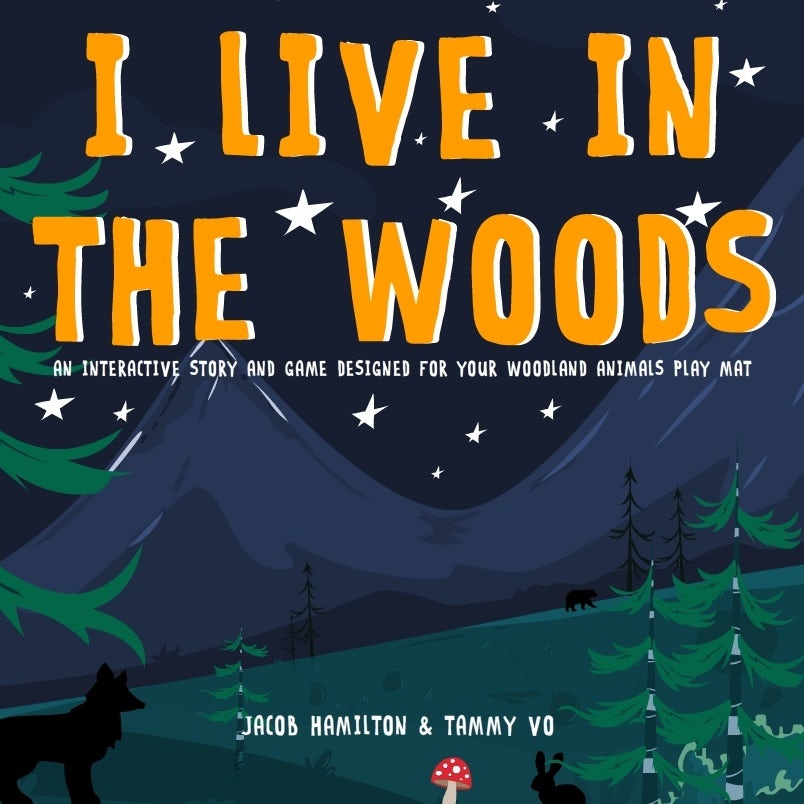 I LIVE IN
THE WOODS
AN INTERACTIVE STORY AND GAME DESIGNED FOR YOUR WOODLAND ANIMALS PLAY MAT
JACOB HAMILTON & TAMMY VO